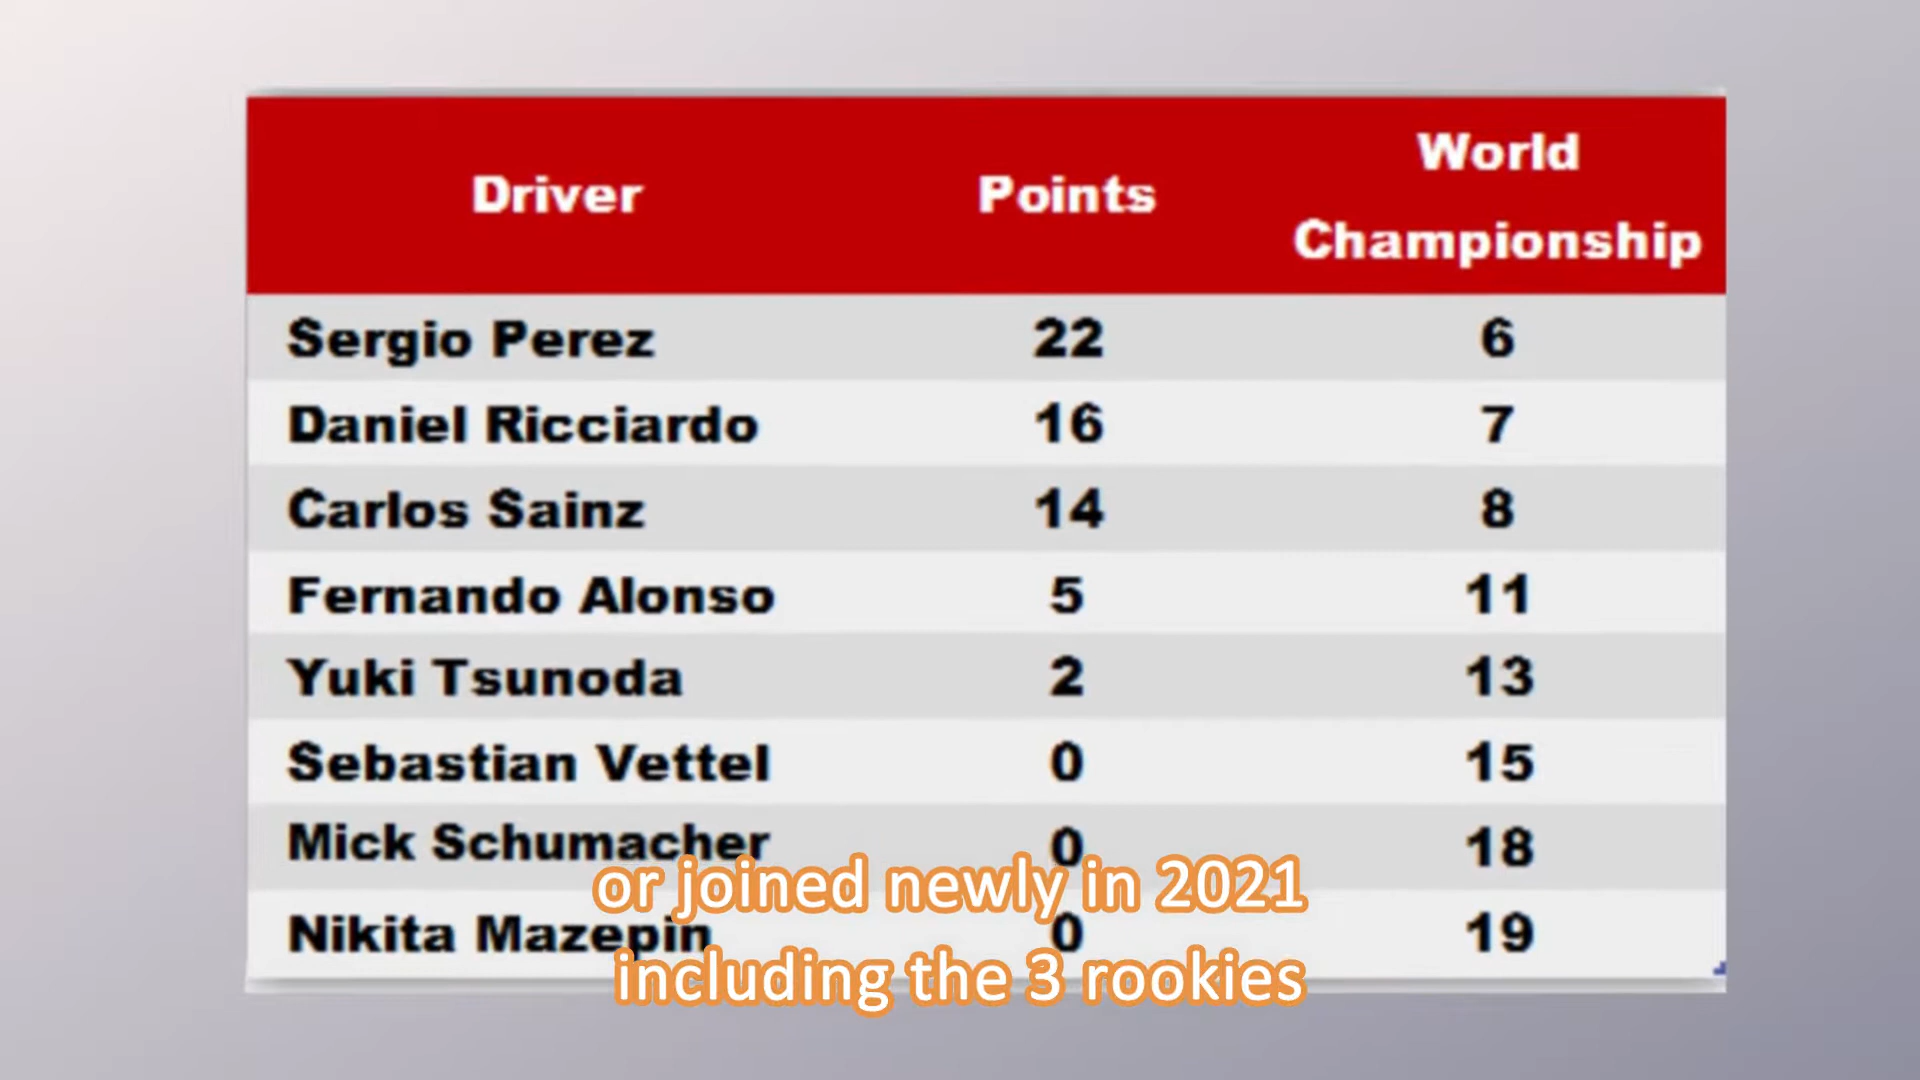 Driver Points World Championship
Sergio Perez 22 6
Daniel Ricciardo 16 7
Carlos Sainz 14 8
Fernando Alonso 5 11
Yuki Tsunoda 2 13
Sebastian Vettel 0 15
Mick Schumacher 0 18
Nikita Mazepin 0 19
or joined newly in 2021
including the 3 rookies